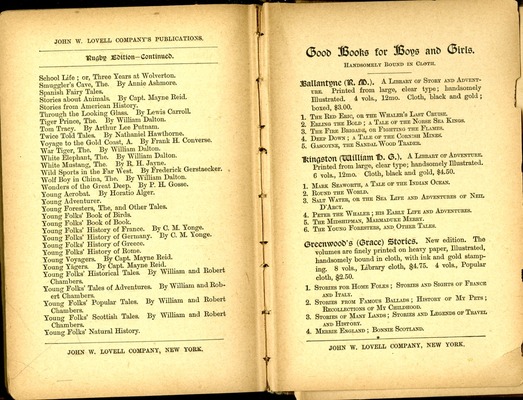 JOHN W. LOVELL COMPANY'S PUBLICATIONS.
Rugby Edition—Continued.
School Life; or, Three Years at Wolverton.
Smuggler's Cave, The. By Annie Ashmore.
Spanish Fairy Tales.
Stories about Animals. By Capt. Mayne Reid.
Stories from American History.
Through the Looking Glass. By Lewis Carroll.
Tiger Prince, The. By William Dalton.
Tom Tracy. By Arthur Lee Putnam.
Twice Told Tales. By Nathaniel Hawthorne.
Voyage to the Gold Coast, A. By Frank H. Converse.
War Tiger, The. By William Dalton.
White Elephant, The. By William Dalton.
White Mustang, The. By R. H. Jayne.
Wild Sports in the Far West. By Frederick Gerstaecker.
Wolf Boy in China, The. By William Dalton.
Wonders of the Great Deep. By P. H. Gosse.
Young Acrobat. By Horatio Alger.
Young Adventurer.
Young Foresters, The, and Other Tales.
Young Folks' Book of Birds.
Young Folks' Book of Book.
Young Folks' History of France. By C. M. Yonge.
Young Folks' History of Germany. By C. M. Yonge.
Young Folks' History of Greece.
Young Folks' History of Rome.
Young Voyagers. By Capt. Mayne Reid.
Young Yägers. By Capt. Mayne Reid.
Young Folks' Historical Tales. By William and Robert
Chambers.
Young Folks' Tales of Adventures. By William and Rob-
ert Chambers.
Young Folks' Popular Tales. By William and Robert
Chambers.
Young Folks' Scottish Tales. By William and Robert
Chambers.
Young Folks' Natural History.
JOHN W. LOVELL COMPANY, NEW YORK.
Good Books for Boys and Girls.
HANDSOMELY BOUND IN CLOTH.
Ballantyne (R. M.). A LIBRARY OF STORY AND ADVENT-
URE. Printed from large, clear type; handsomely
Illustrated. 4 vols., 12mo. Cloth, black and gold;
boxed, $3.00.
1. THE RED ERIC, OR THE WHALER'S LAST CRUISE.
2. ERLING THE BOLD; A TALE OF THE NORSE SEA KINGS.
3. THE FIRE BRIGADE, OR FIGHTING THE FLAMES.
4. DEEP DOWN; A TALE OF THE CORNISH MINES.
5. GASCOYNE, THE SANDAL WOOD TRADER.
Kingston (William H. G.). A LIBRARY OF ADVENTURE.
Printed from large, clear type; handsomely Illustrated.
6 vols., 12mo. Cloth, black and gold, $4.50.
1. MARK SEAWORTH, A TALE OF THE INDIAN OCEAN.
2. ROUND THE WORLD.
3. SALT WATER, OR THE SEA LIFE AND ADVENTURES OF NEIL
D'ARCY.
4. PETER THE WHALER; HIS EARLY LIFE AND ADVENTURES.
5. THE MIDSHIPMAN, MARMADUKE MERRY.
6. THE YOUNG FORESTERS, AND OTHER TALES.
Greenwood's (Grace) Stories. New edition. The
volumes are finely printed on heavy paper, Illustrated,
handsomely bound in cloth, with ink and gold stamp-
ing. 8 vols., Library cloth, $4.75. 4 vols., Popular
cloth, $2.50.
1. STORIES FOR HOME FOLKS; STORIES AND SIGHTS OF FRANCE
AND ITALY.
2. STORIES FROM FAMOUS BALLADS; HISTORY OF MY PETS;
RECOLLECTIONS OF MY CHILDHOOD.
3. STORIES OF MANY LANDS; STORIES AND LEGENDS OF TRAVEL
AND HISTORY.
4. MERRIE ENGLAND; BONNIE SCOTLAND.
JOHN W. LOVELL COMPANY, NEW YORK.